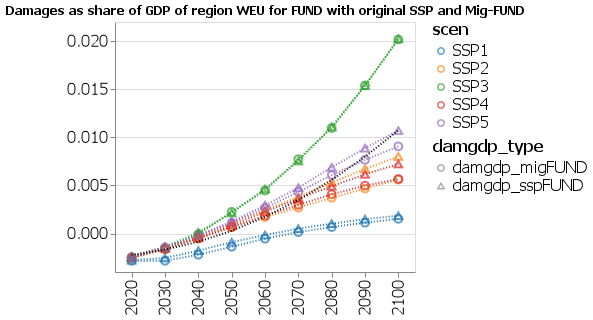 Damages as share of GDP of region WEU for FUND with original SSP and Mig-FUND
scen
SSP1
SSP2
SSP3
SSP4
SSP5
damgdp_type
damgdp_migFUND
damgdp_sspFUND
0.020
0.015
0.010
0.005
0.000
2020
2030
2040
2050
2060
2070
2080
2090
2100